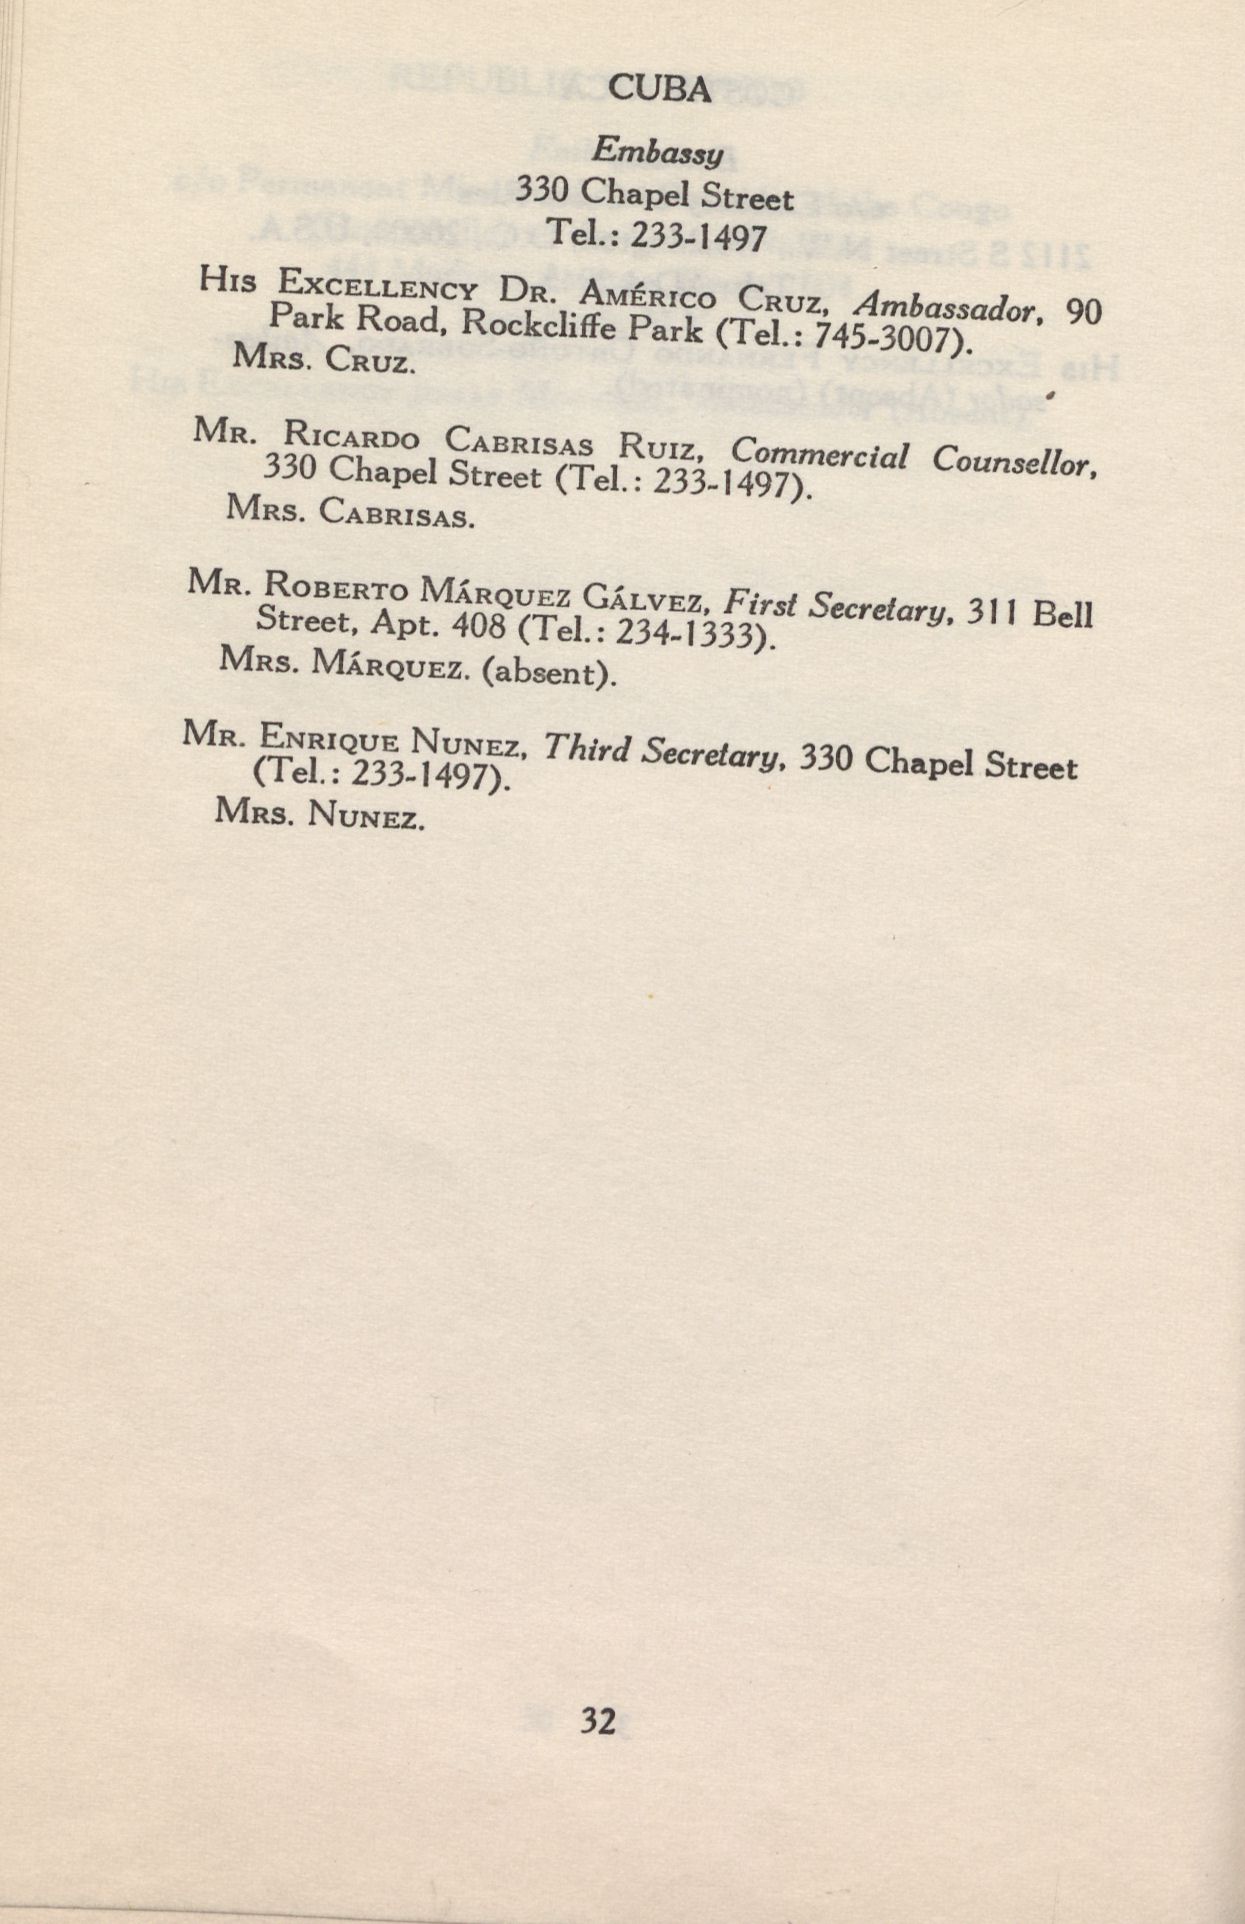 CUBA
Embassy
330 Chapel Street
Tel.: 233-1497
HIS EXCELLENCY DR. AMÉRICO CRUZ, Ambassador, 90
Park Road, Rockcliffe Park (Tel.: 745-3007).
MRS. CRUZ.
MR. RICARDO CABRISAS RUIZ, Commercial Counsellor,
330 Chapel Street (Tel.: 233-1497).
MRS. CABRISAS.
MR. ROBERTO MÁRQUEZ GÁLVEZ, First Secretary, 311 Bell
Street, Apt. 408 (Tel.: 234-1333).
MRS. MÁRQUEZ. (absent).
MR. ENRIQUE NUNEZ, Third Secretary, 330 Chapel Street
(Tel.: 233-1497).
MRS. NUNEZ.
32